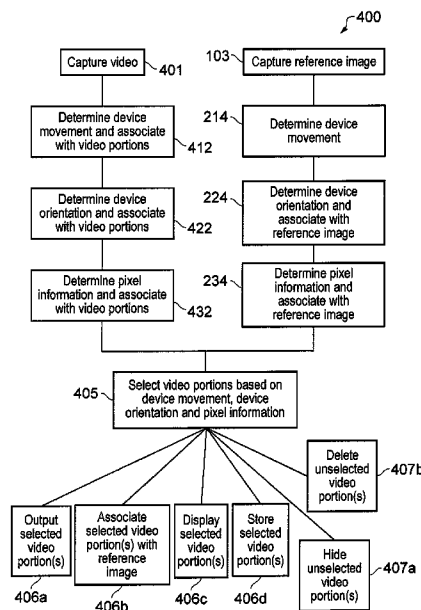 400
Capture video
401
103
Capture reference image
Determine device
movement and associate
with video portions
412
214
Determine device
movement
Determine device
orientation and associate
with video portions
422
224
Determine device
orientation and
associate with
reference image
Determine pixel
information and associate
with video portions
432
234
Determine pixel
information and
associate with
reference image
405
Select video portions based on
device movement, device
orientation and pixel information
Delete
unselected
video
portion(s)
407b
Output
selected
video
portion(s)
406a
Associate
selected video
portion(s) with
reference image
406b
Display
selected
video
portion(s)
406c
Store
selected
video
portion(s)
406d
Hide
unselected
video
portion(s)
407a